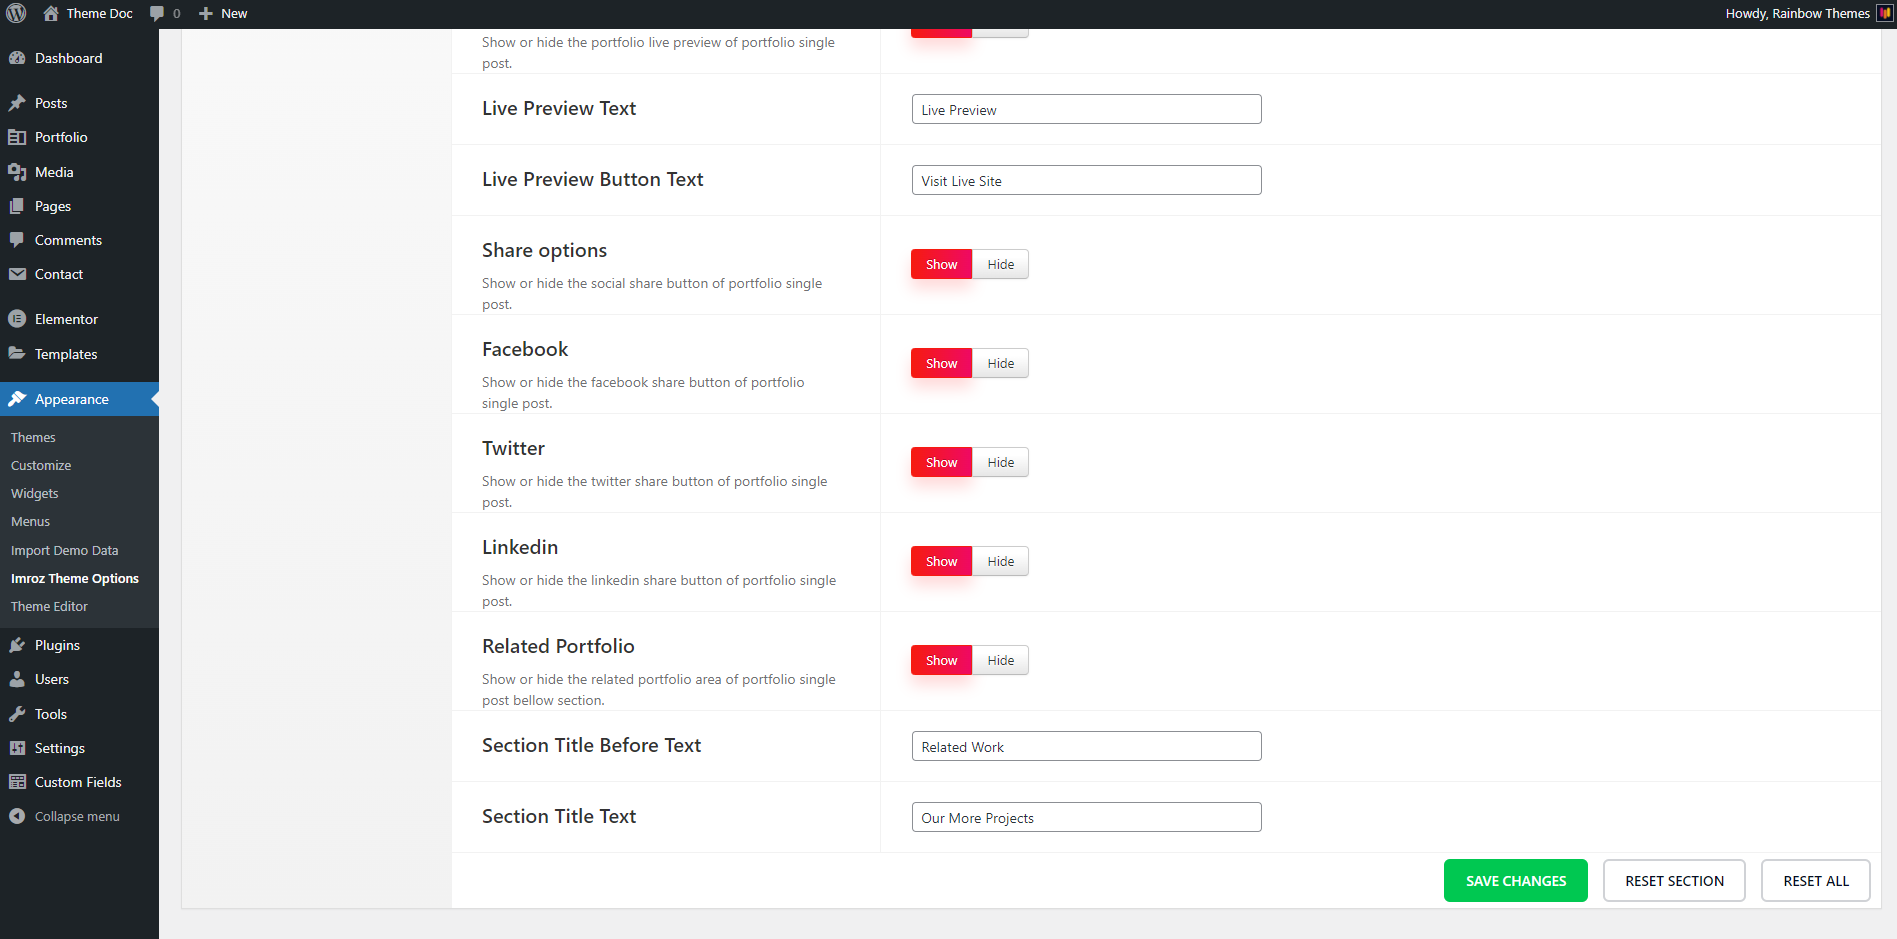 Theme Doc
0
New
Howdy, Rainbow Themes
Dashboard
Posts
Portfolio
Media
Pages
Comments
Contact
Elementor
Templates
Appearance
Themes
Customize
Widgets
Menus
Import Demo Data
Imroz Theme Options
Theme Editor
Plugins
Users
Tools
Settings
Custom Fields
Collapse menu
Show or hide the portfolio live preview of portfolio single
post.
Live Preview Text
Live Preview
Live Preview Button Text
Visit Live Site
Share options
Show or hide the social share button of portfolio single
post.
Show Hide
Facebook
Show or hide the facebook share button of portfolio
single post.
Show Hide
Twitter
Show or hide the twitter share button of portfolio single
post.
Show Hide
Linkedin
Show or hide the linkedin share button of portfolio single
post.
Show Hide
Related Portfolio
Show or hide the related portfolio area of portfolio single
post bellow section.
Show Hide
Section Title Before Text
Related Work
Section Title Text
Our More Projects
SAVE CHANGES
RESET SECTION
RESET ALL